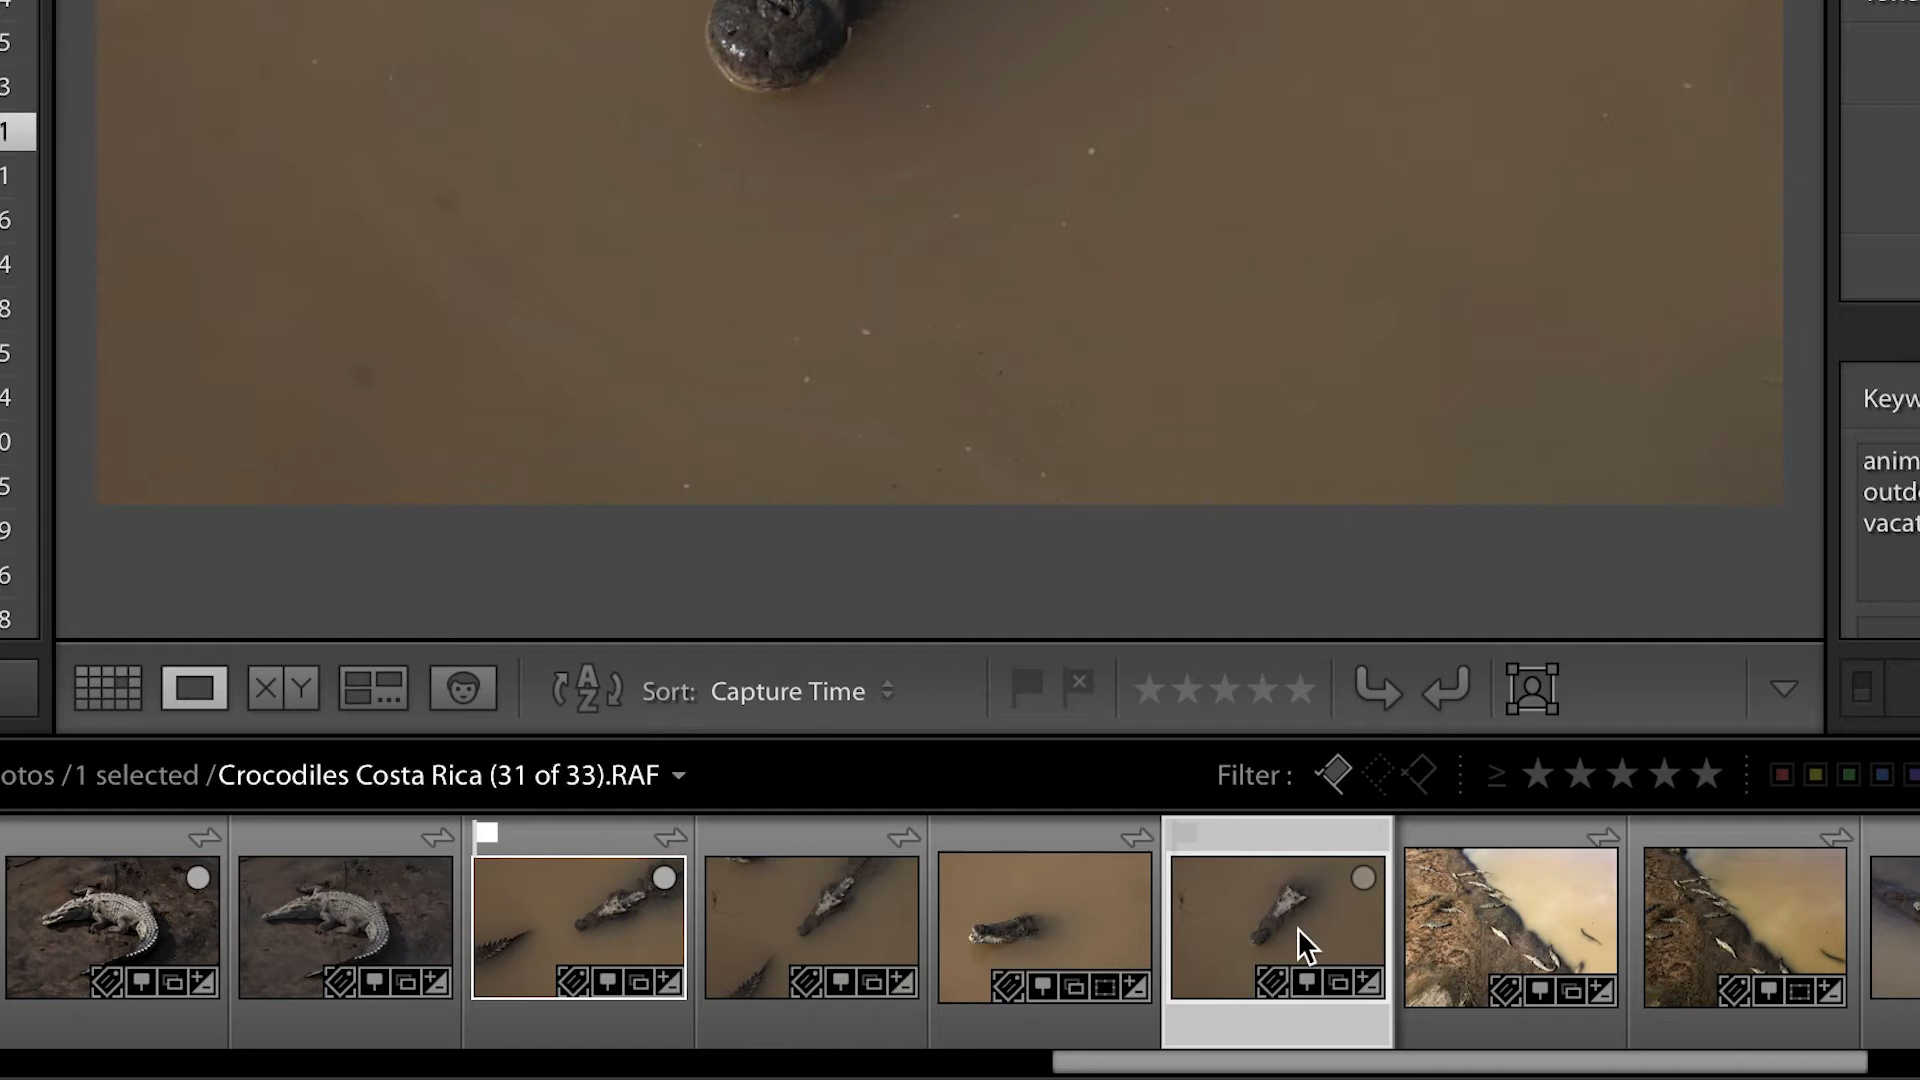 5
3
1
1
6
4
8
5
4
0
5
9
6
8
Keyw
anim
outd
vacat
Sort: Capture Time
otos / 1 selected / Crocodiles Costa Rica (31 of 33).RAF
Filter :